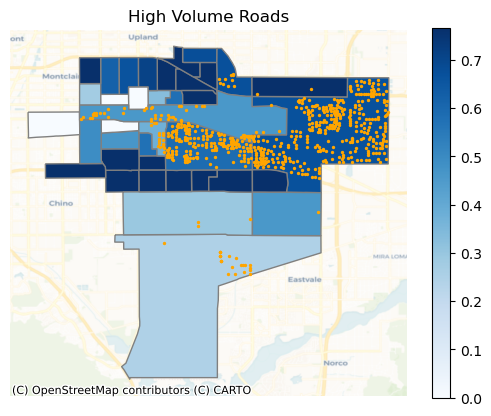 High Volume Roads
ont
Upland
Montclair
Chino
Eastvale
MIRA LOMA
Norco
(C) OpenStreetMap contributors (C) CARTO
0.7
0.6
0.5
0.4
0.3
0.2
0.1
0.0